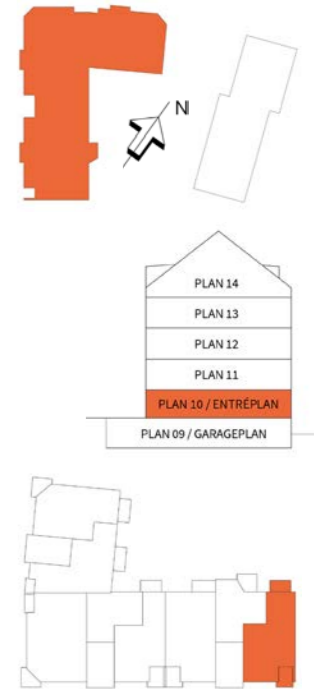 N
PLAN 14
PLAN 13
PLAN 12
PLAN 11
PLAN 10 / ENTRÉPLAN
PLAN 09 / GARAGEPLAN